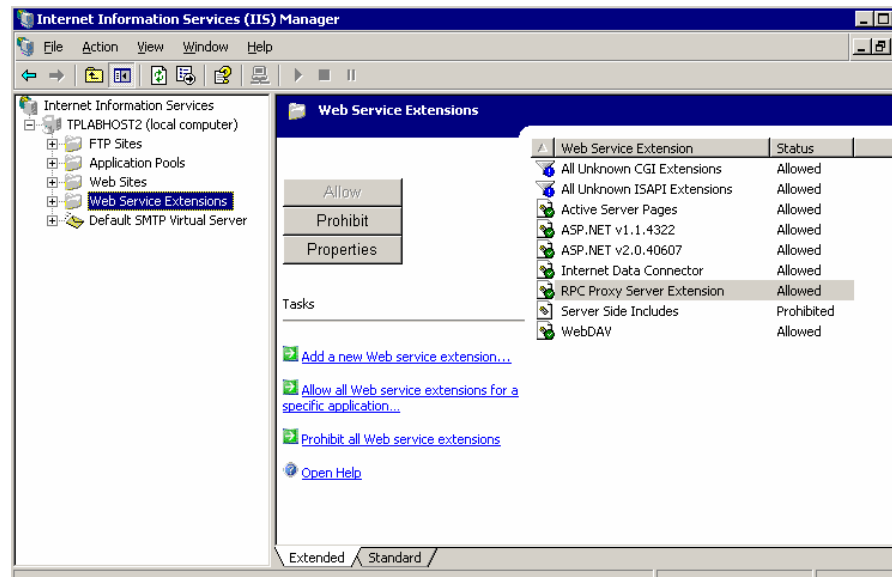 Internet Information Services (IIS) Manager
File Action View Window Help
Internet Information Services
TPLABHOST2 (local computer)
FTP Sites
Application Pools
Web Sites
Web Service Extensions
Default SMTP Virtual Server
Web Service Extensions
Allow
Prohibit
Properties
Tasks
Add a new Web service extension...
Allow all Web service extensions for a
specific application...
Prohibit all Web service extensions
Open Help
Web Service Extension Status
All Unknown CGI Extensions Allowed
All Unknown ISAPI Extensions Allowed
Active Server Pages Allowed
ASP.NET v1.1.4322 Allowed
ASP.NET v2.0.40607 Allowed
Internet Data Connector Allowed
RPC Proxy Server Extension Allowed
Server Side Includes Prohibited
WebDAV Allowed
Extended Standard